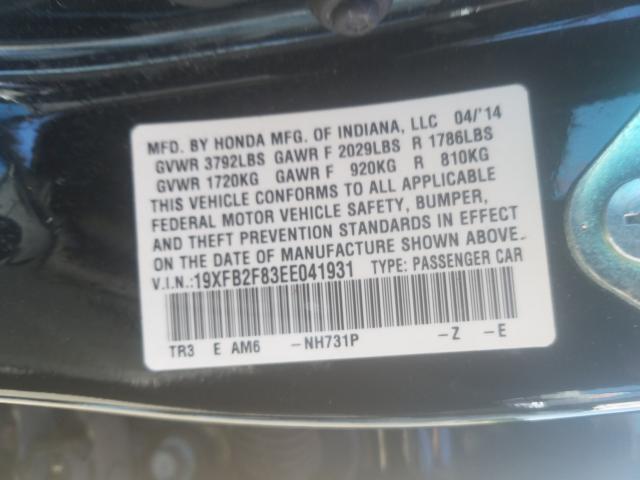 MFD. BY HONDA MFG. OF INDIANA, LLC 04/'14
GVWR 3792LBS GAWR F 2029LBS R 1786LBS
GVWR 1720KG GAWR F 920KG R 810KG
THIS VEHICLE CONFORMS TO ALL APPLICABLE
FEDERAL MOTOR VEHICLE SAFETY, BUMPER,
AND THEFT PREVENTION STANDARDS IN EFFECT
ON THE DATE OF MANUFACTURE SHOWN ABOVE.
V.I.N.:19XFB2F83EE041931 TYPE: PASSENGER CAR
TR3 E AM6 -NH731P -Z -E